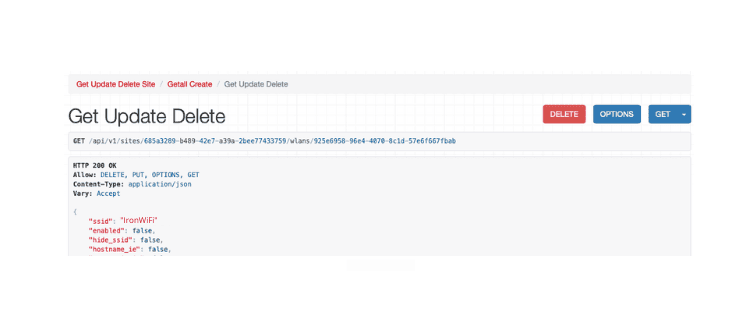 Get Update Delete Site / Getall Create / Get Update Delete
Get Update Delete
DELETE OPTIONS GET
GET /api/v1/sites/685a3289-b489-42e7-a39a-2bee77433759/wlans/925e6958-96e4-4070-8c1d-57e6f667fbab
HTTP 200 OK
Allow: DELETE, PUT, OPTIONS, GET
Content-Type: application/json
Vary: Accept
{
"ssid": "IronWiFi"
"enabled": false,
"hide_ssid": false,
"hostname_ie": false,